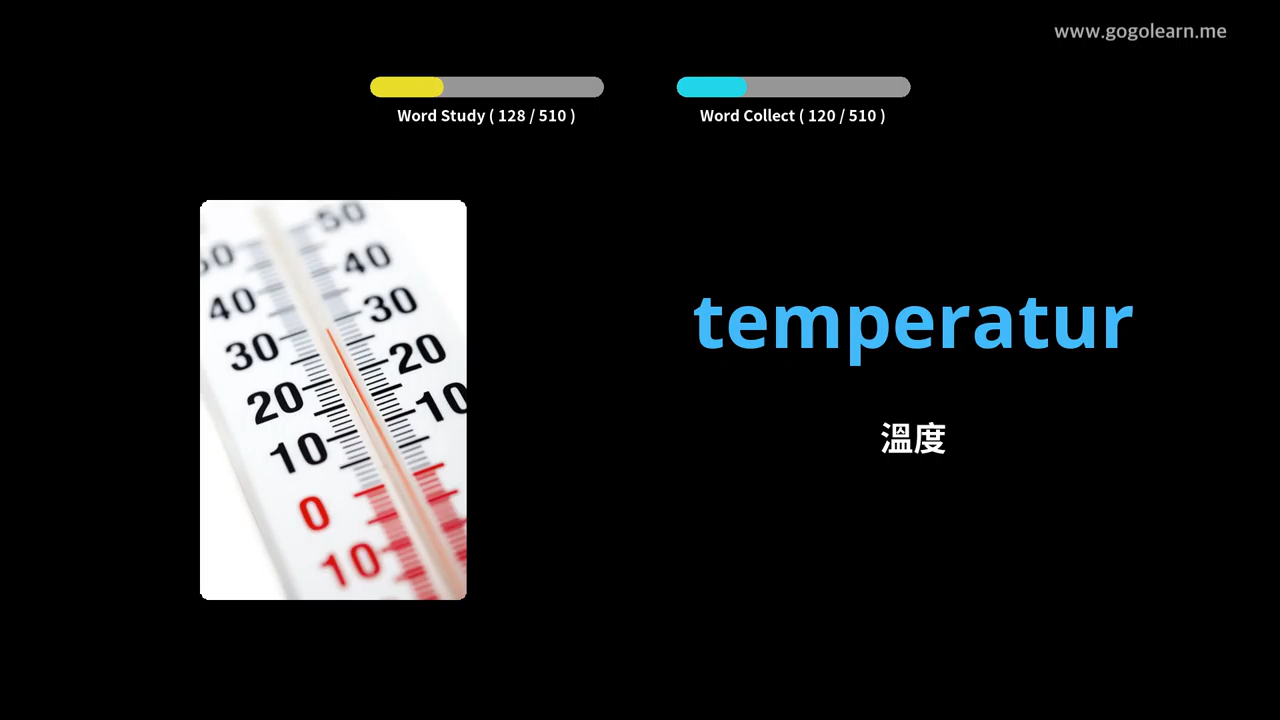 www.gogolearn.me
Word Study ( 128 / 510 )
Word Collect ( 120 / 510 )
50
50
40
40
30
30
20
20
10
10
0
10
temperatur
溫度